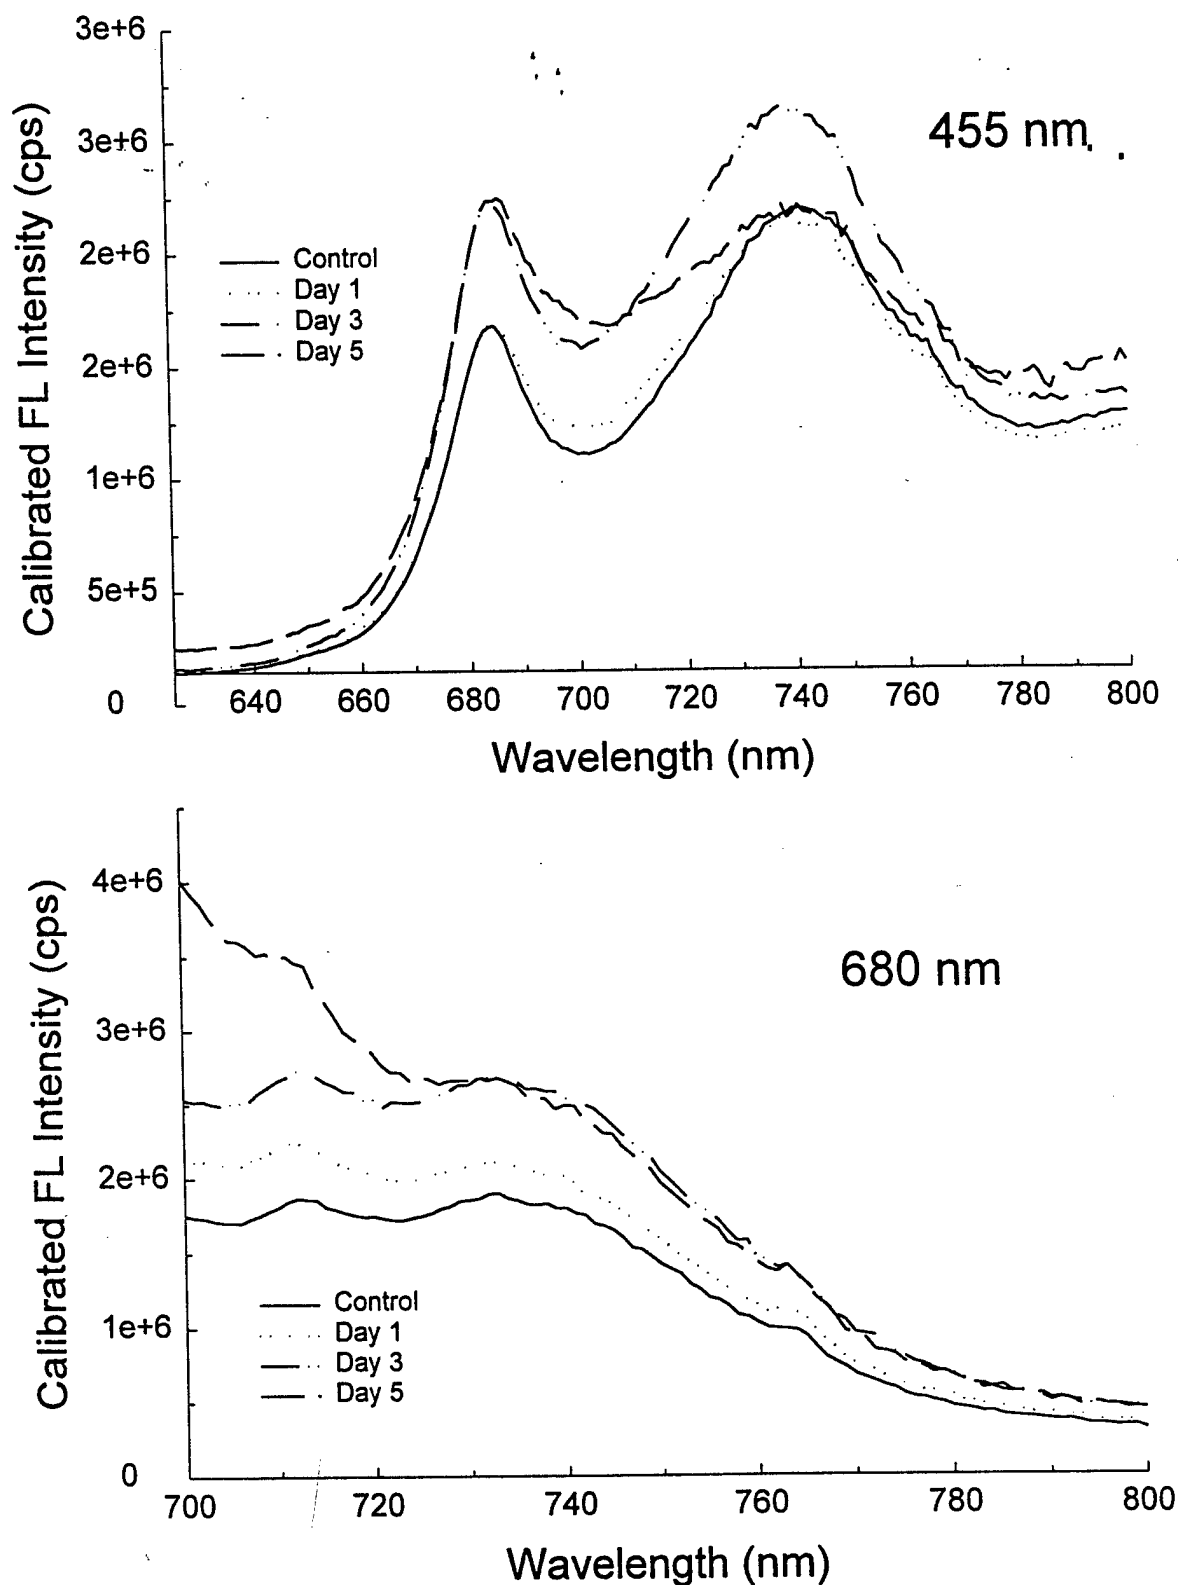 3e+6
3e+6
2e+6
2e+6
1e+6
5e+5
0
Calibrated FL Intensity (cps)
455 nm
Control
Day 1
Day 3
Day 5
640 660 680 700 720 740 760 780 800
Wavelength (nm)
4e+6
3e+6
2e+6
1e+6
0
Calibrated FL Intensity (cps)
680 nm
Control
Day 1
Day 3
Day 5
700 720 740 760 780 800
Wavelength (nm)